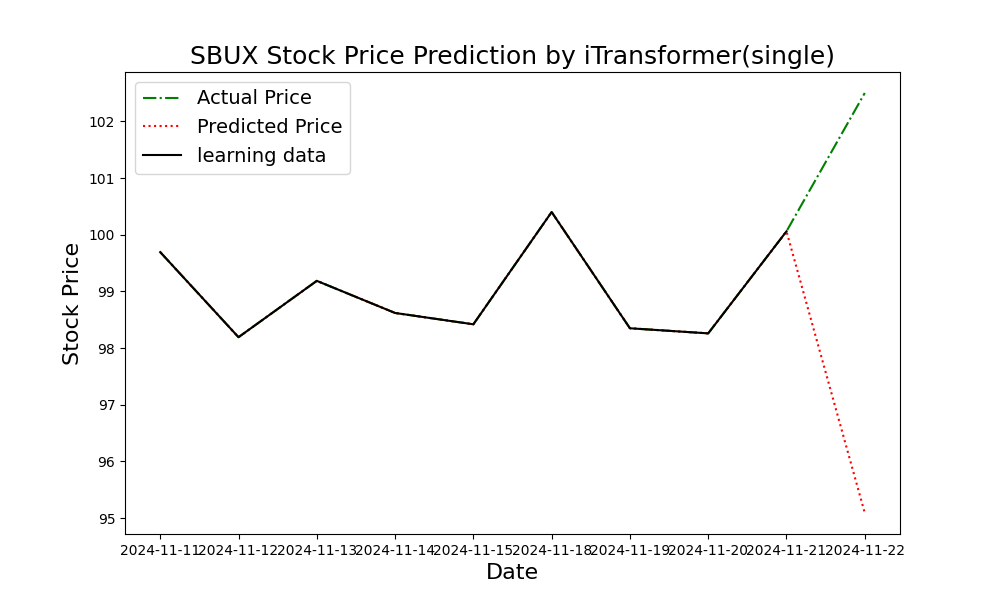 SBUX Stock Price Prediction by iTransformer(single)
Actual Price
Predicted Price
learning data
Stock Price
102
101
100
99
98
97
96
95
2024-11-11 2024-11-12 2024-11-13 2024-11-14 2024-11-15 2024-11-18 2024-11-19 2024-11-20 2024-11-21 2024-11-22
Date